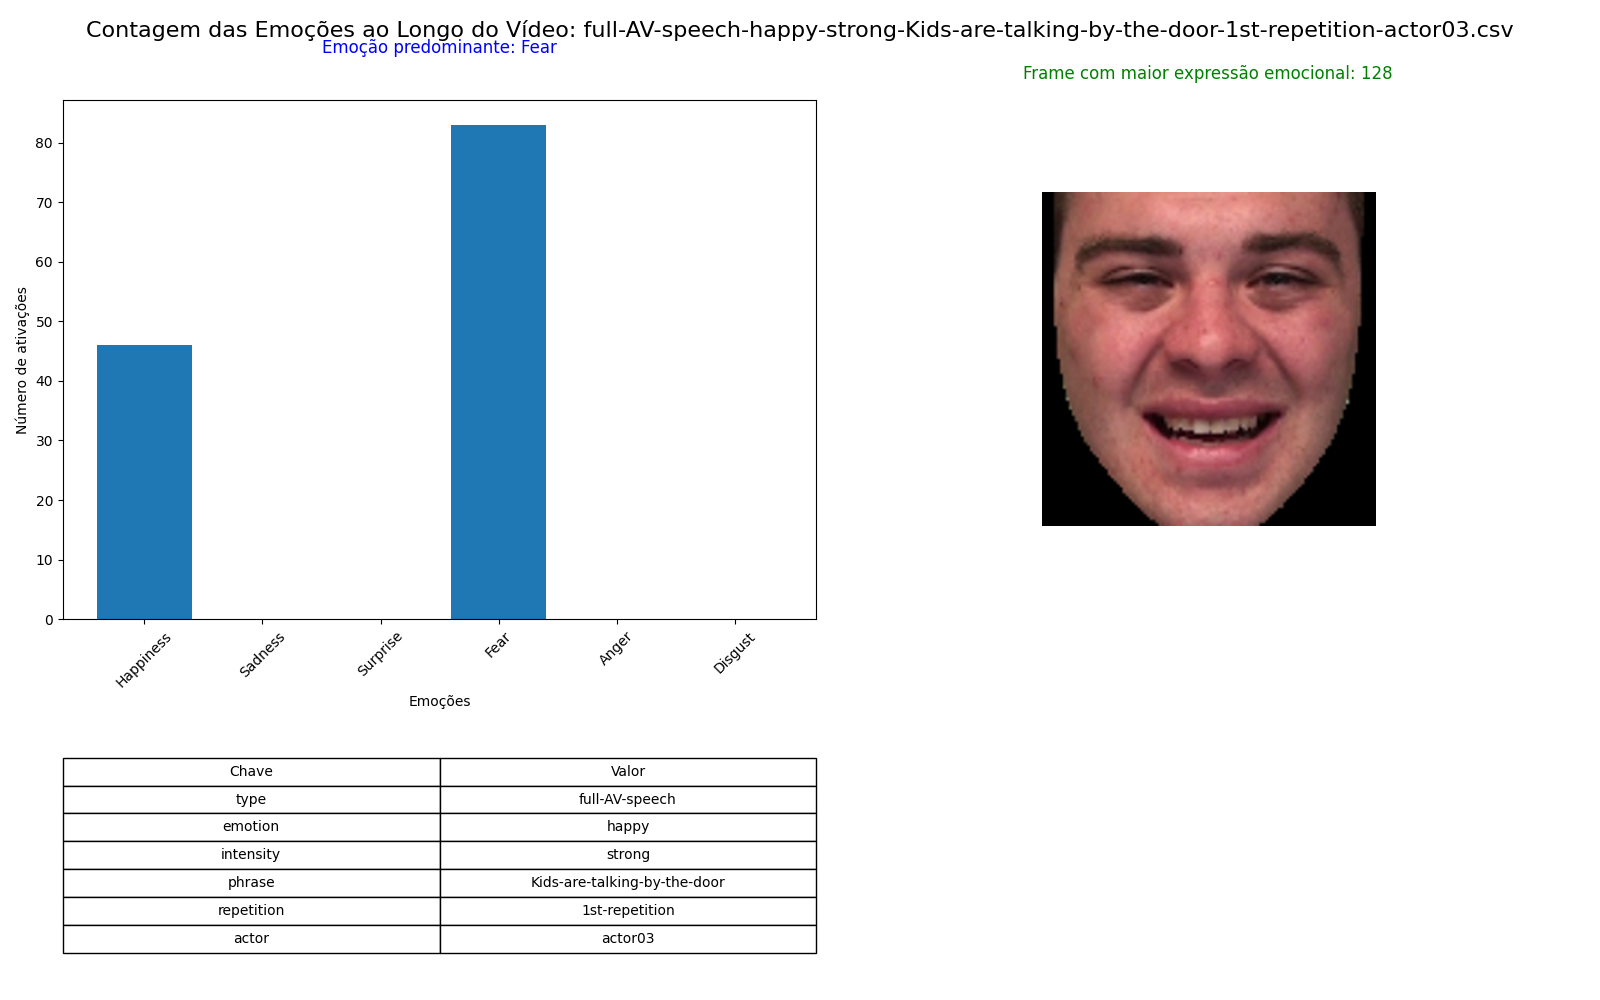 Contagem das Emoções ao Longo do Vídeo: full-AV-speech-happy-strong-Kids-are-talking-by-the-door-1st-repetition-actor03.csv
Emoção predominante: Fear
Frame com maior expressão emocional: 128
Número de ativações
80
70
60
50
40
30
20
10
0
Happiness
Sadness
Surprise
Fear
Anger
Disgust
Emoções
Chave Valor
type full-AV-speech
emotion happy
intensity strong
phrase Kids-are-talking-by-the-door
repetition 1st-repetition
actor actor03